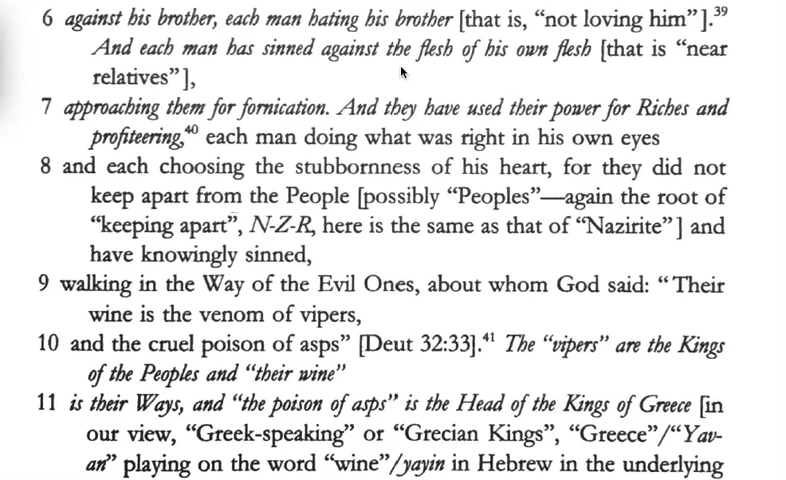 6 against his brother, each man hating his brother [that is, “not loving him”].39
And each man has sinned against the flesh of his own flesh [that is “near
relatives”],
7 approaching them for fornication. And they have used their power for Riches and
profiteering,40 each man doing what was right in his own eyes
8 and each choosing the stubbornness of his heart, for they did not
keep apart from the People [possibly “Peoples”—again the root of
“keeping apart”, N-Z-R, here is the same as that of “Nazirite”] and
have knowingly sinned,
9 walking in the Way of the Evil Ones, about whom God said: “Their
wine is the venom of vipers,
10 and the cruel poison of asps” [Deut 32:33].41 The “vipers” are the Kings
of the Peoples and “their wine”
11 is their Ways, and “the poison of asps” is the Head of the Kings of Greece [in
our view, “Greek-speaking” or “Grecian Kings”, “Greece”/“Yav-
an” playing on the word “wine”/yayin in Hebrew in the underlying